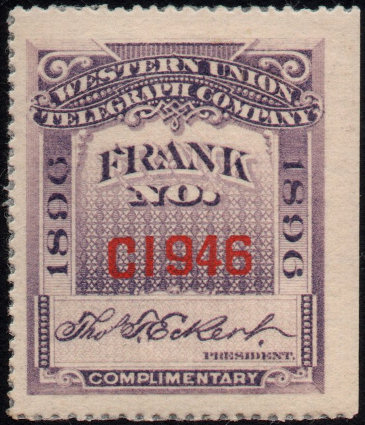 WESTERN UNION
TELEGRAPH COMPANY
FRANK
NO.
1896
1896
C1946
Thos. T. Eckert.
PRESIDENT.
COMPLIMENTARY